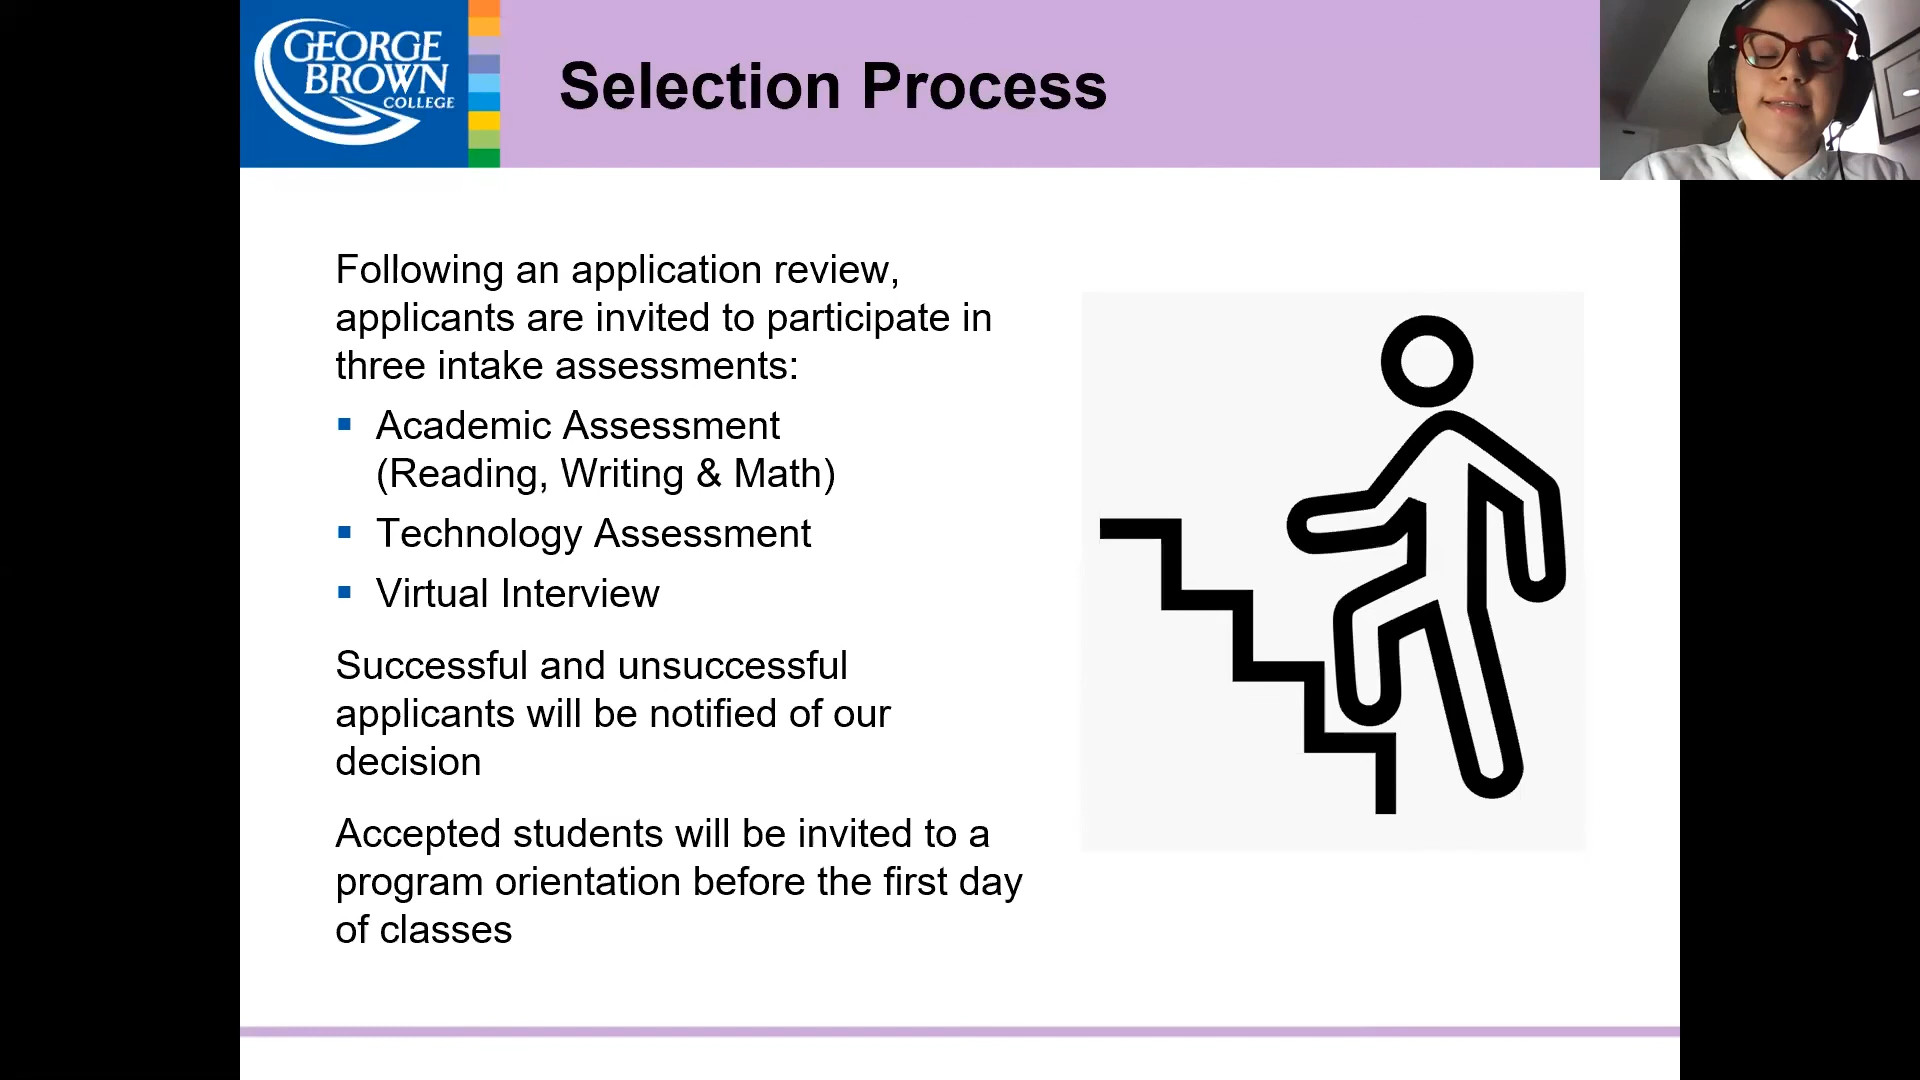 GEORGE
BROWN
COLLEGE
Selection Process
Following an application review,
applicants are invited to participate in
three intake assessments:
▪ Academic Assessment
(Reading, Writing & Math)
▪ Technology Assessment
▪ Virtual Interview
Successful and unsuccessful
applicants will be notified of our
decision
Accepted students will be invited to a
program orientation before the first day
of classes